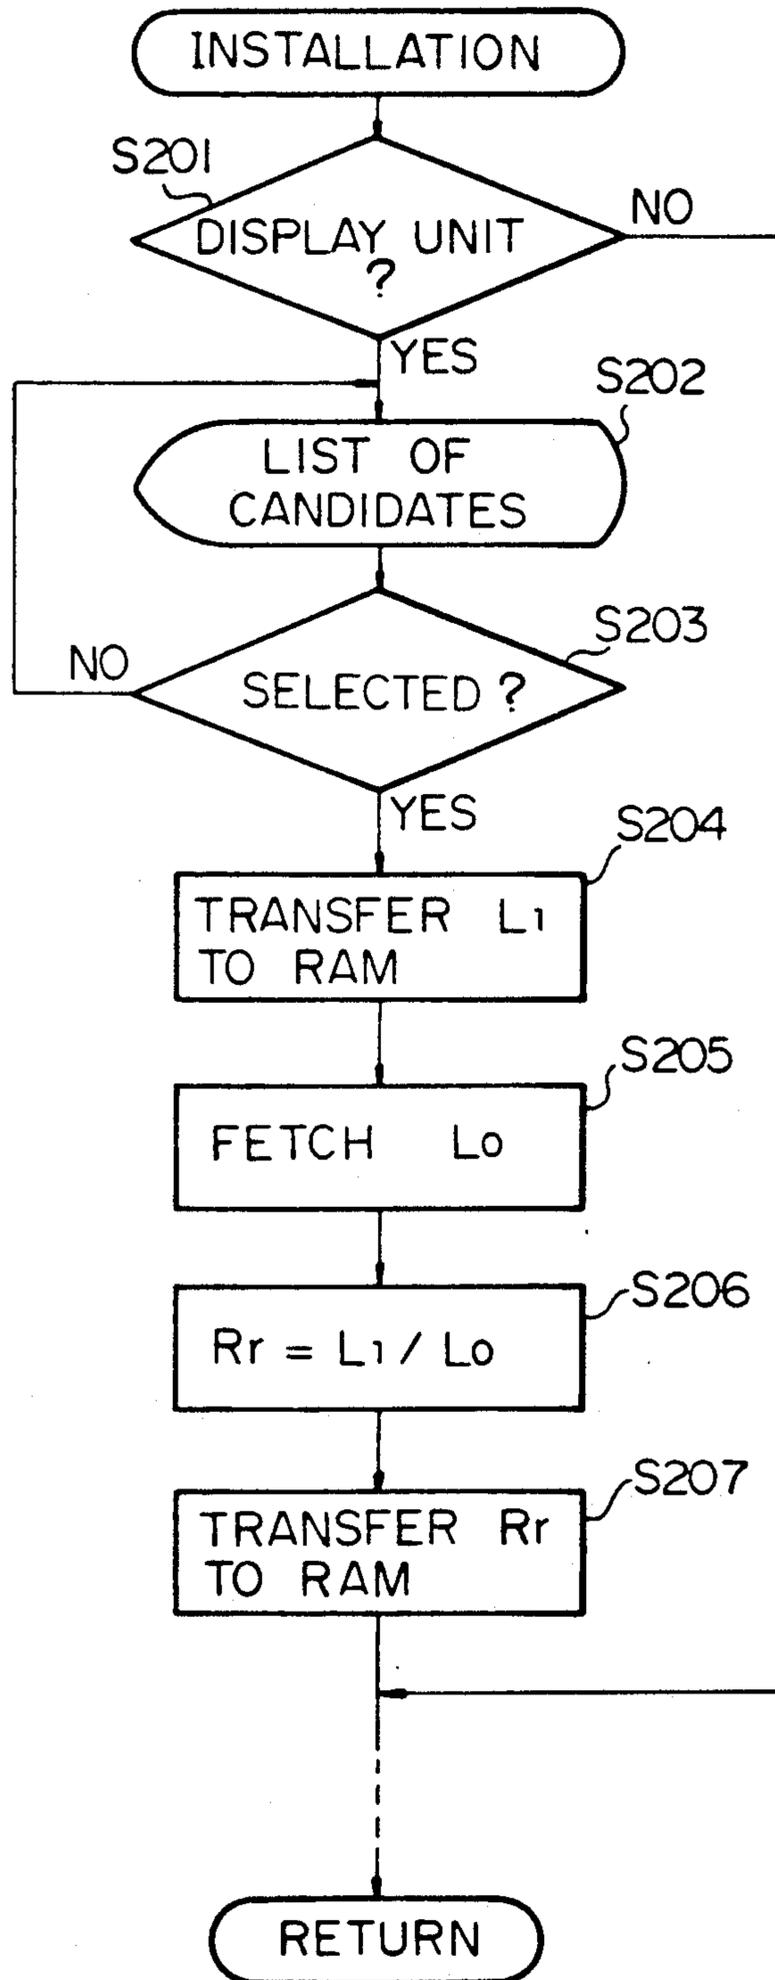 INSTALLATION
S201
DISPLAY UNIT
?
NO
YES
S202
LIST OF
CANDIDATES
S203
NO
SELECTED ?
YES
S204
TRANSFER L1
TO RAM
S205
FETCH Lo
S206
Rr = L1 / Lo
S207
TRANSFER Rr
TO RAM
RETURN